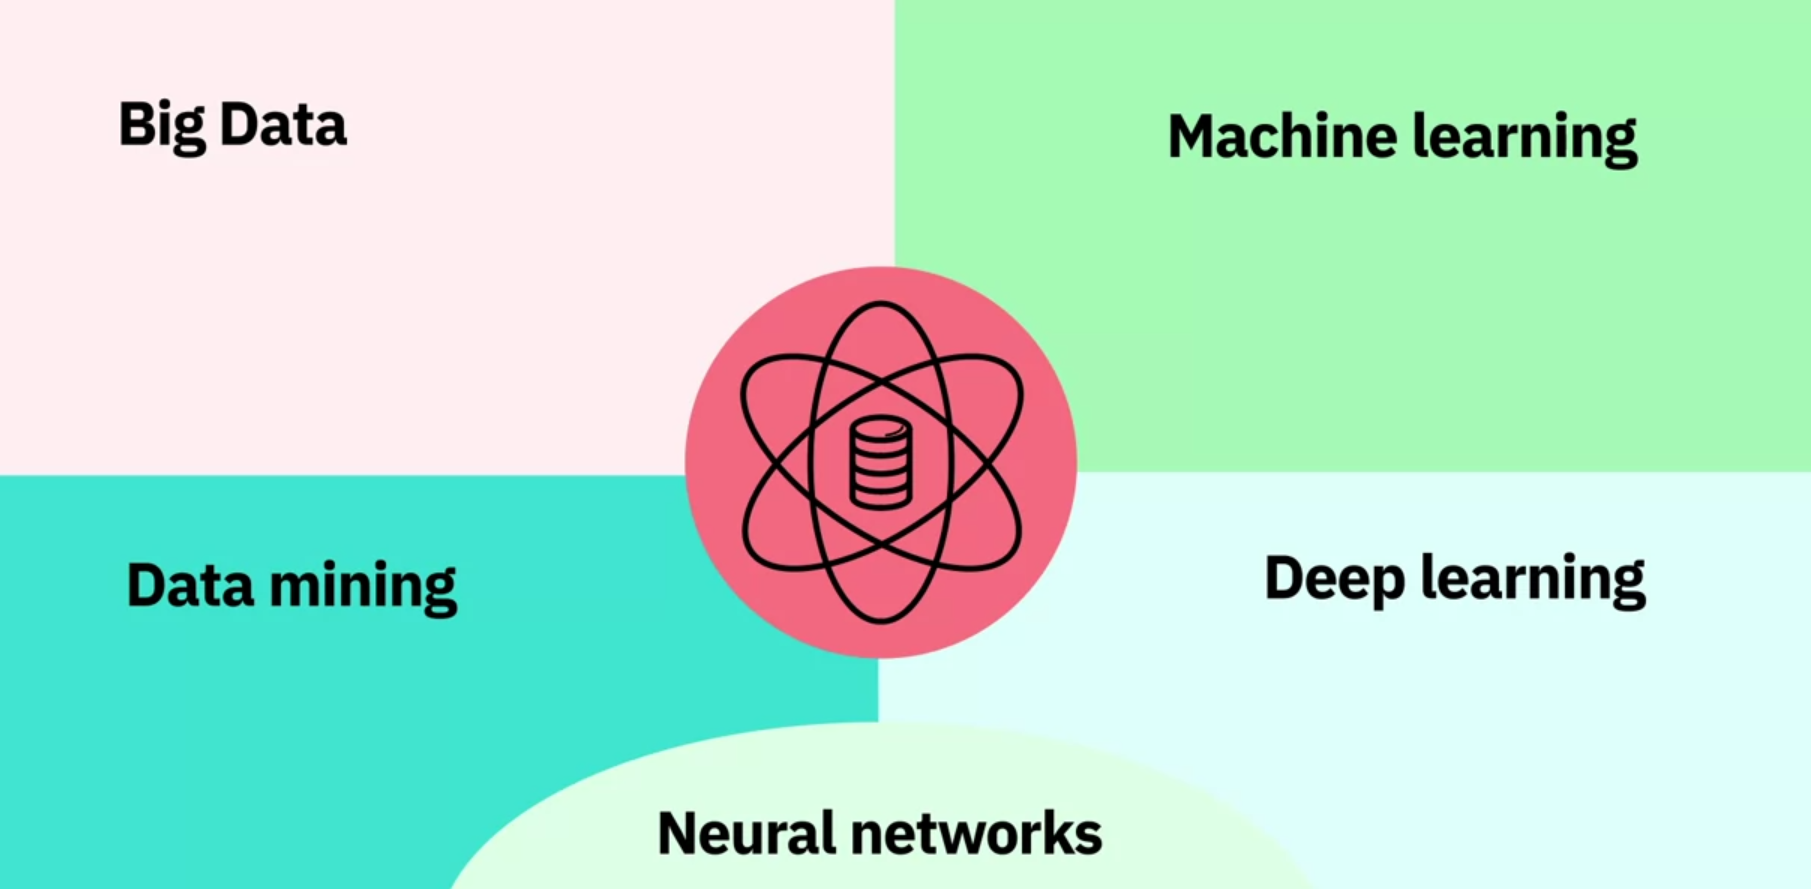 Big Data
Machine learning
Data mining
Deep learning
Neural networks